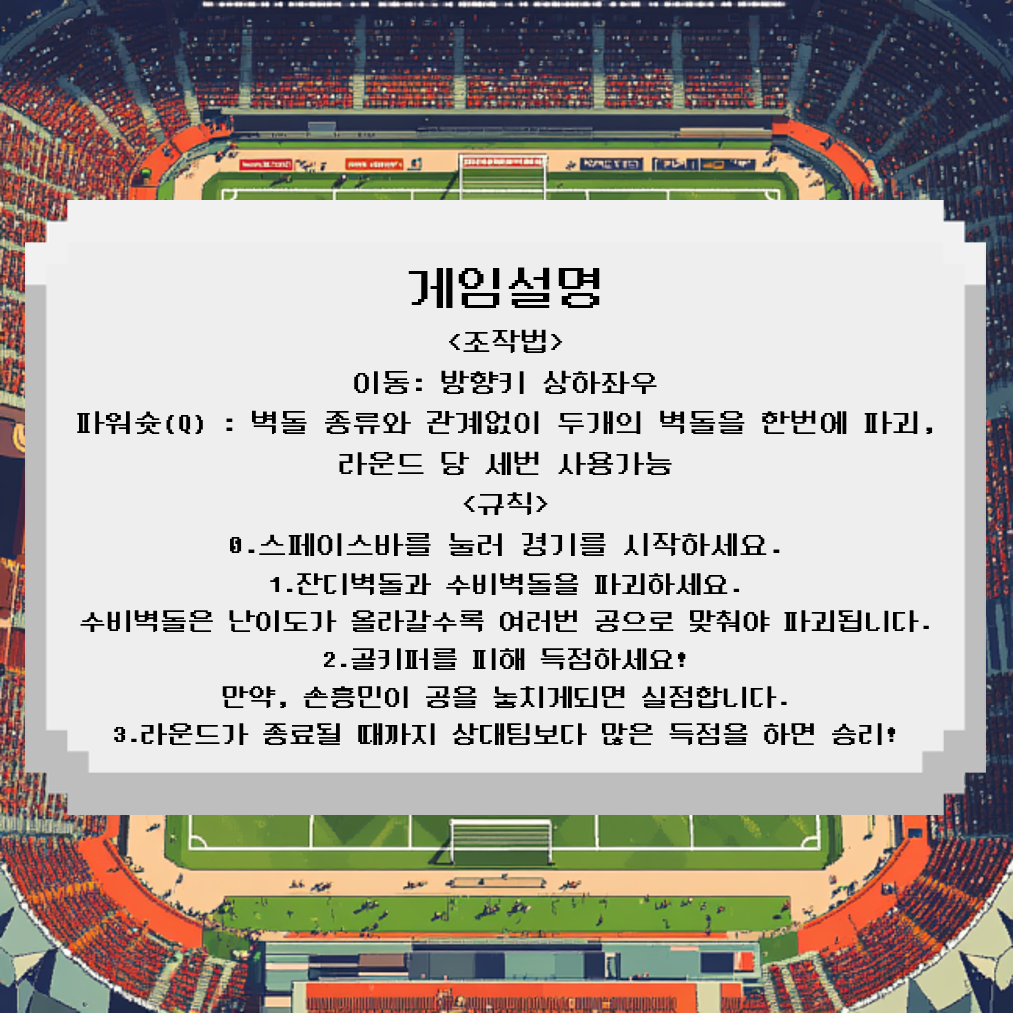 게임설명
<조작법>
이동: 방향키 상하좌우
파워슛(Q) : 벽돌 종류와 관계없이 두개의 벽돌을 한번에 파괴,
라운드 당 세번 사용가능
<규칙>
0.스페이스바를 눌러 경기를 시작하세요.
1.잔디벽돌과 수비벽돌을 파괴하세요.
수비벽돌은 난이도가 올라갈수록 여러번 공으로 맞춰야 파괴됩니다.
2.골키퍼를 피해 득점하세요!
만약, 손흥민이 공을 놓치게되면 실점합니다.
3.라운드가 종료될 때까지 상대팀보다 많은 득점을 하면 승리!